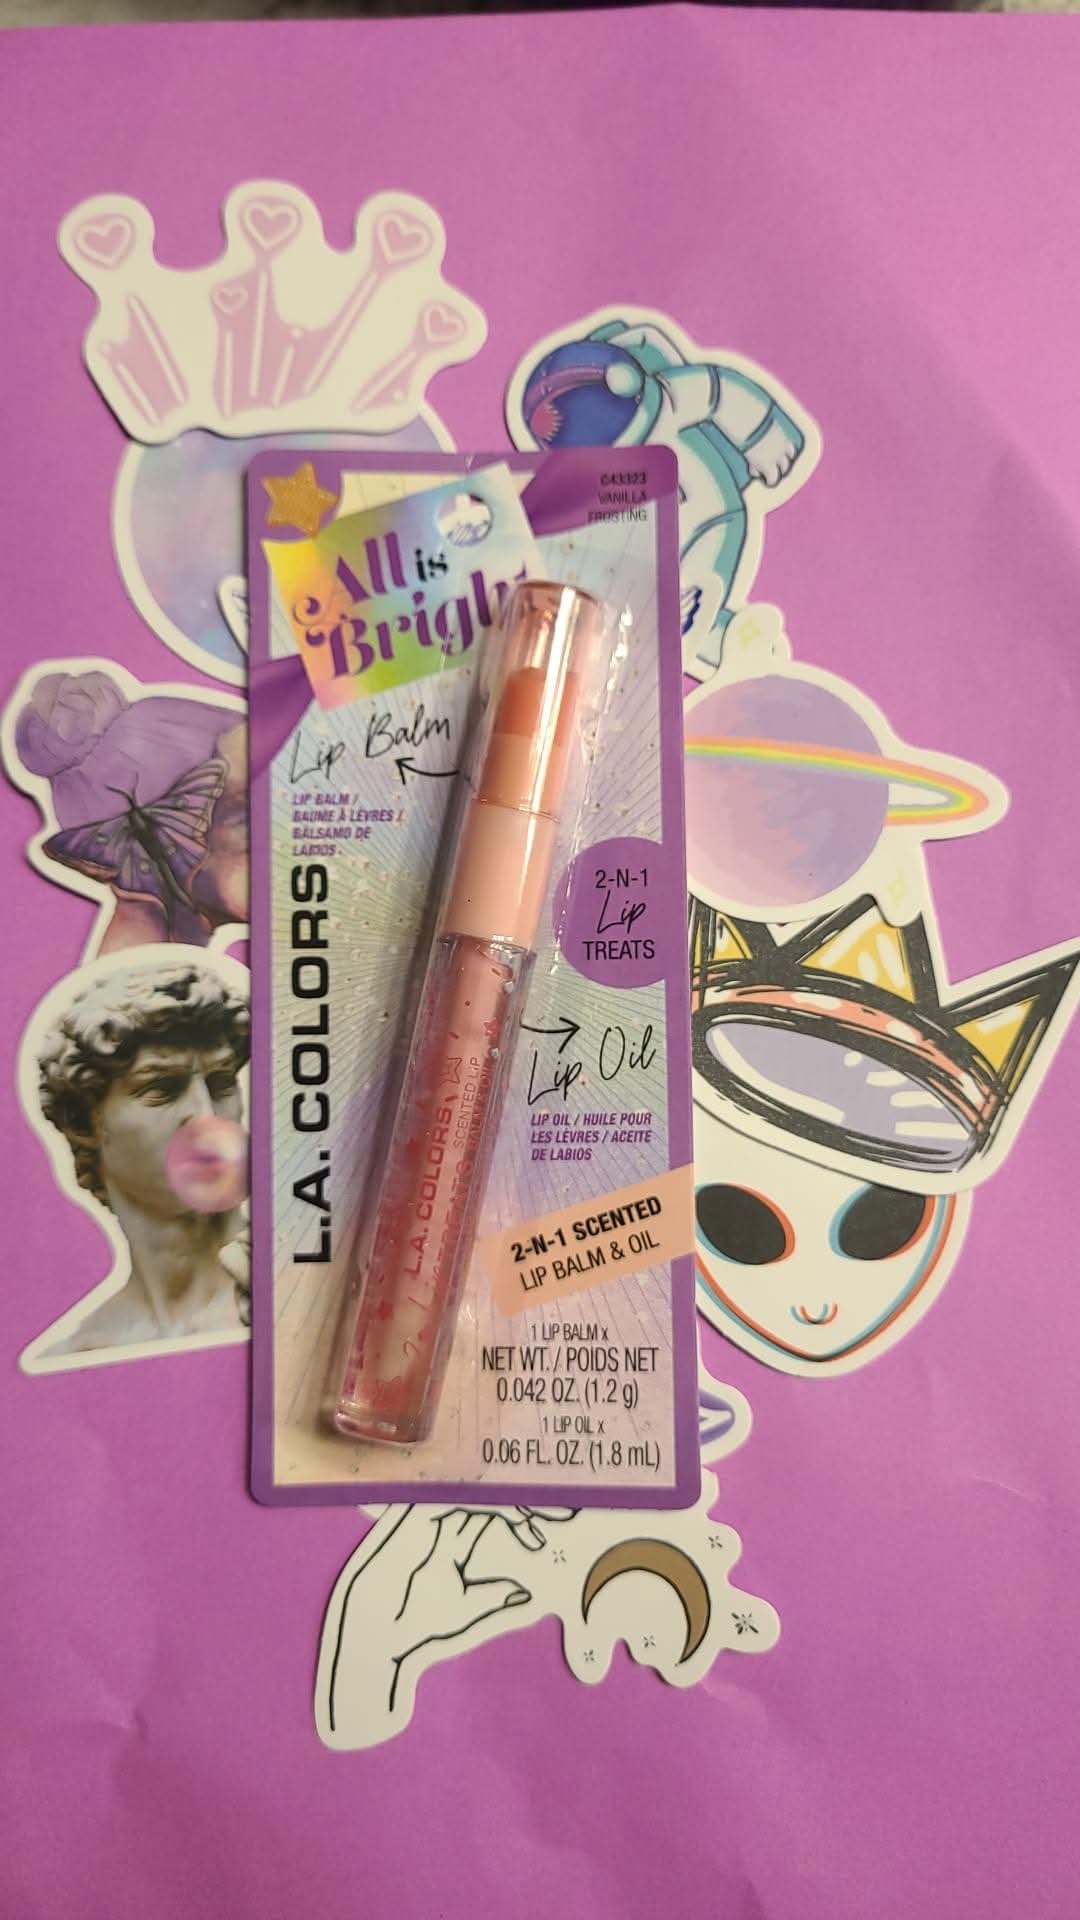 C43323
VANILLA
FROSTING
All is
Bright
Lip Balm
LIP BALM /
BAUME À LÈVRES /
BALSAMO DE
LABIOS
L.A. COLORS
2-N-1
Lip
TREATS
Lip Oil
LIP OIL / HUILE POUR
LES LÈVRES / ACEITE
DE LABIOS
L.A. COLORS
SCENTED LIP
2-N-1 SCENTED
LIP BALM & OIL
1 LIP BALM x
NET WT. / POIDS NET
0.042 OZ. (1.2 g)
1 LIP OIL x
0.06 FL. OZ. (1.8 mL)